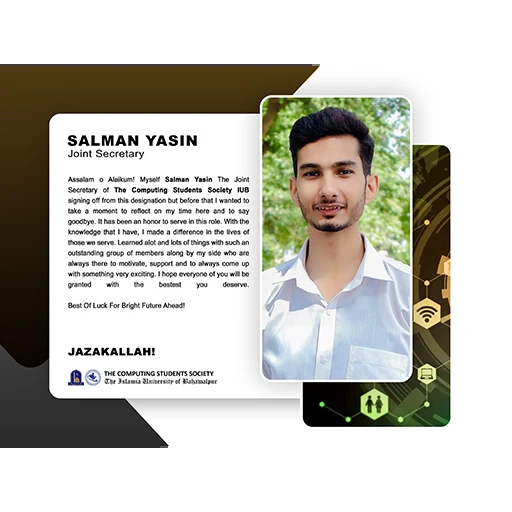 SALMAN YASIN
Joint Secretary
Assalam o Alaikum! Myself Salman Yasin The Joint
Secretary of The Computing Students Society IUB
signing off from this designation but before that I wanted to
take a moment to reflect on my time here and to say
goodbye. It has been an honor to serve in this role. With the
knowledge that I have, I made a difference in the lives of
those we serve. Learned alot and lots of things with such an
outstanding group of members along by my side who are
always there to motivate, support and to always come up
with something very exciting. I hope everyone of you will be
granted with the bestest you deserve.
Best Of Luck For Bright Future Ahead!
JAZAKALLAH!
THE COMPUTING STUDENTS SOCIETY
The Islamia University of Bahawalpur